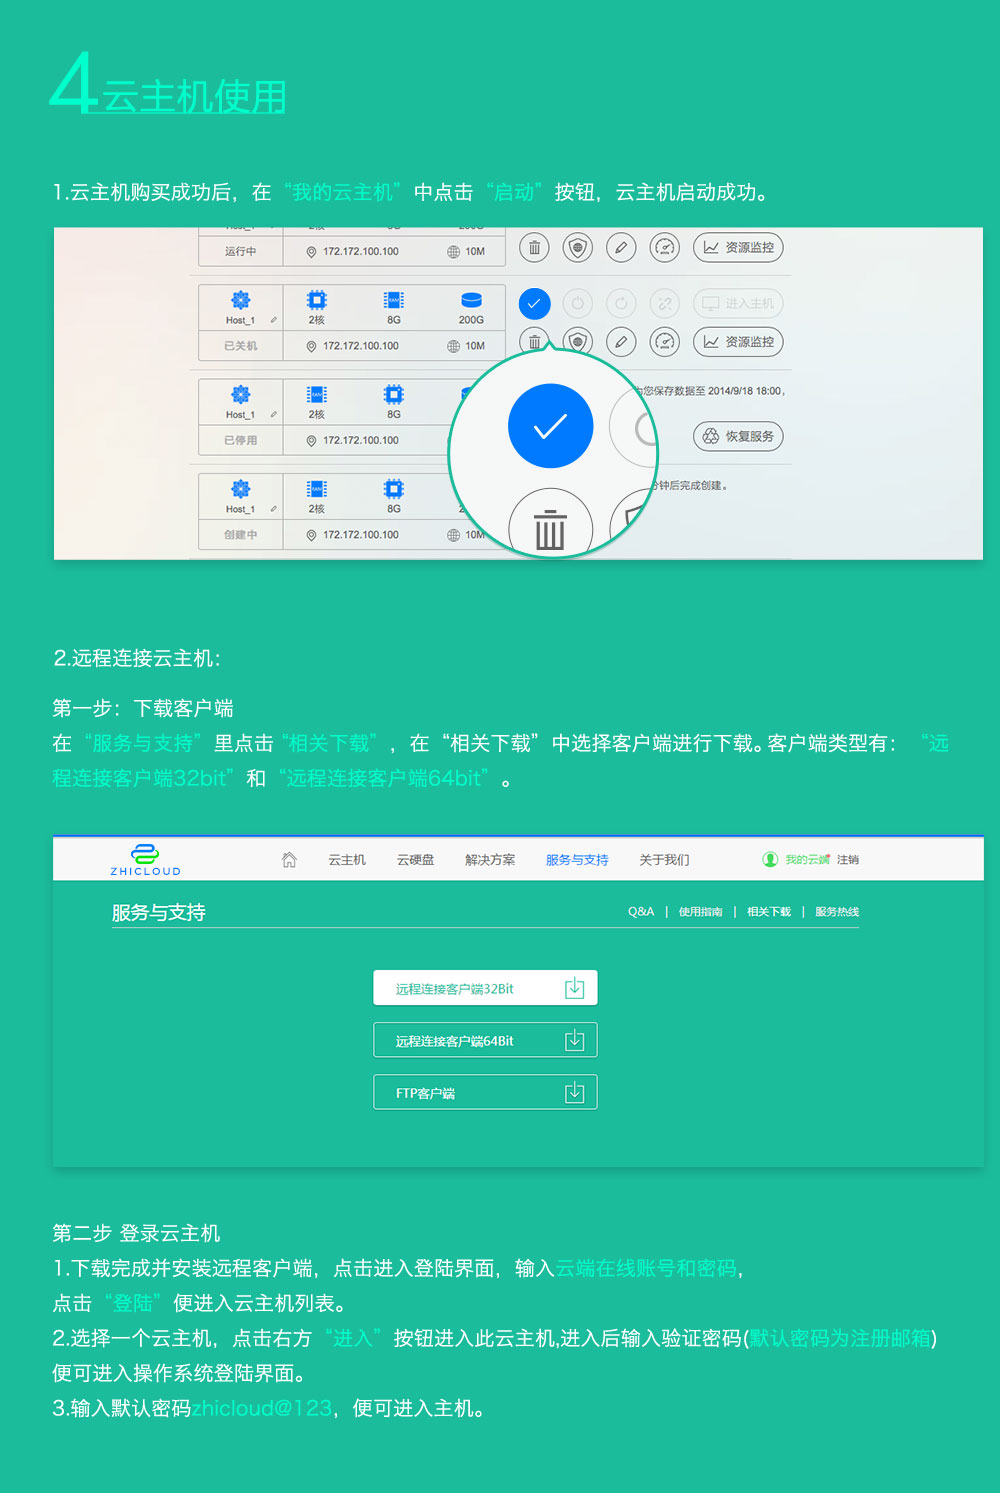 4云主机使用
1.云主机购买成功后，在“我的云主机”中点击“启动”按钮，云主机启动成功。
Host_1 2核 8G 200G
运行中 172.172.100.100 10M 资源监控
Host_1 2核 8G 200G 进入主机
已关机 172.172.100.100 10M 资源监控
Host_1 2核 8G 为您保存数据至 2014/9/18 18:00,
已停用 172.172.100.100 恢复服务
Host_1 2核 8G 分钟后完成创建。
创建中 172.172.100.100 10M
2.远程连接云主机：
第一步：下载客户端
在“服务与支持”里点击“相关下载”，在“相关下载”中选择客户端进行下载。客户端类型有：“远
程连接客户端32bit”和“远程连接客户端64bit”。
ZHICLOUD 云主机 云硬盘 解决方案 服务与支持 关于我们 我的云端 注销
服务与支持 Q&A | 使用指南 | 相关下载 | 服务热线
远程连接客户端32Bit
远程连接客户端64Bit
FTP客户端
第二步 登录云主机
1.下载完成并安装远程客户端，点击进入登陆界面，输入云端在线账号和密码，
点击“登陆”便进入云主机列表。
2.选择一个云主机，点击右方“进入”按钮进入此云主机,进入后输入验证密码(默认密码为注册邮箱)
便可进入操作系统登陆界面。
3.输入默认密码zhicloud@123，便可进入主机。